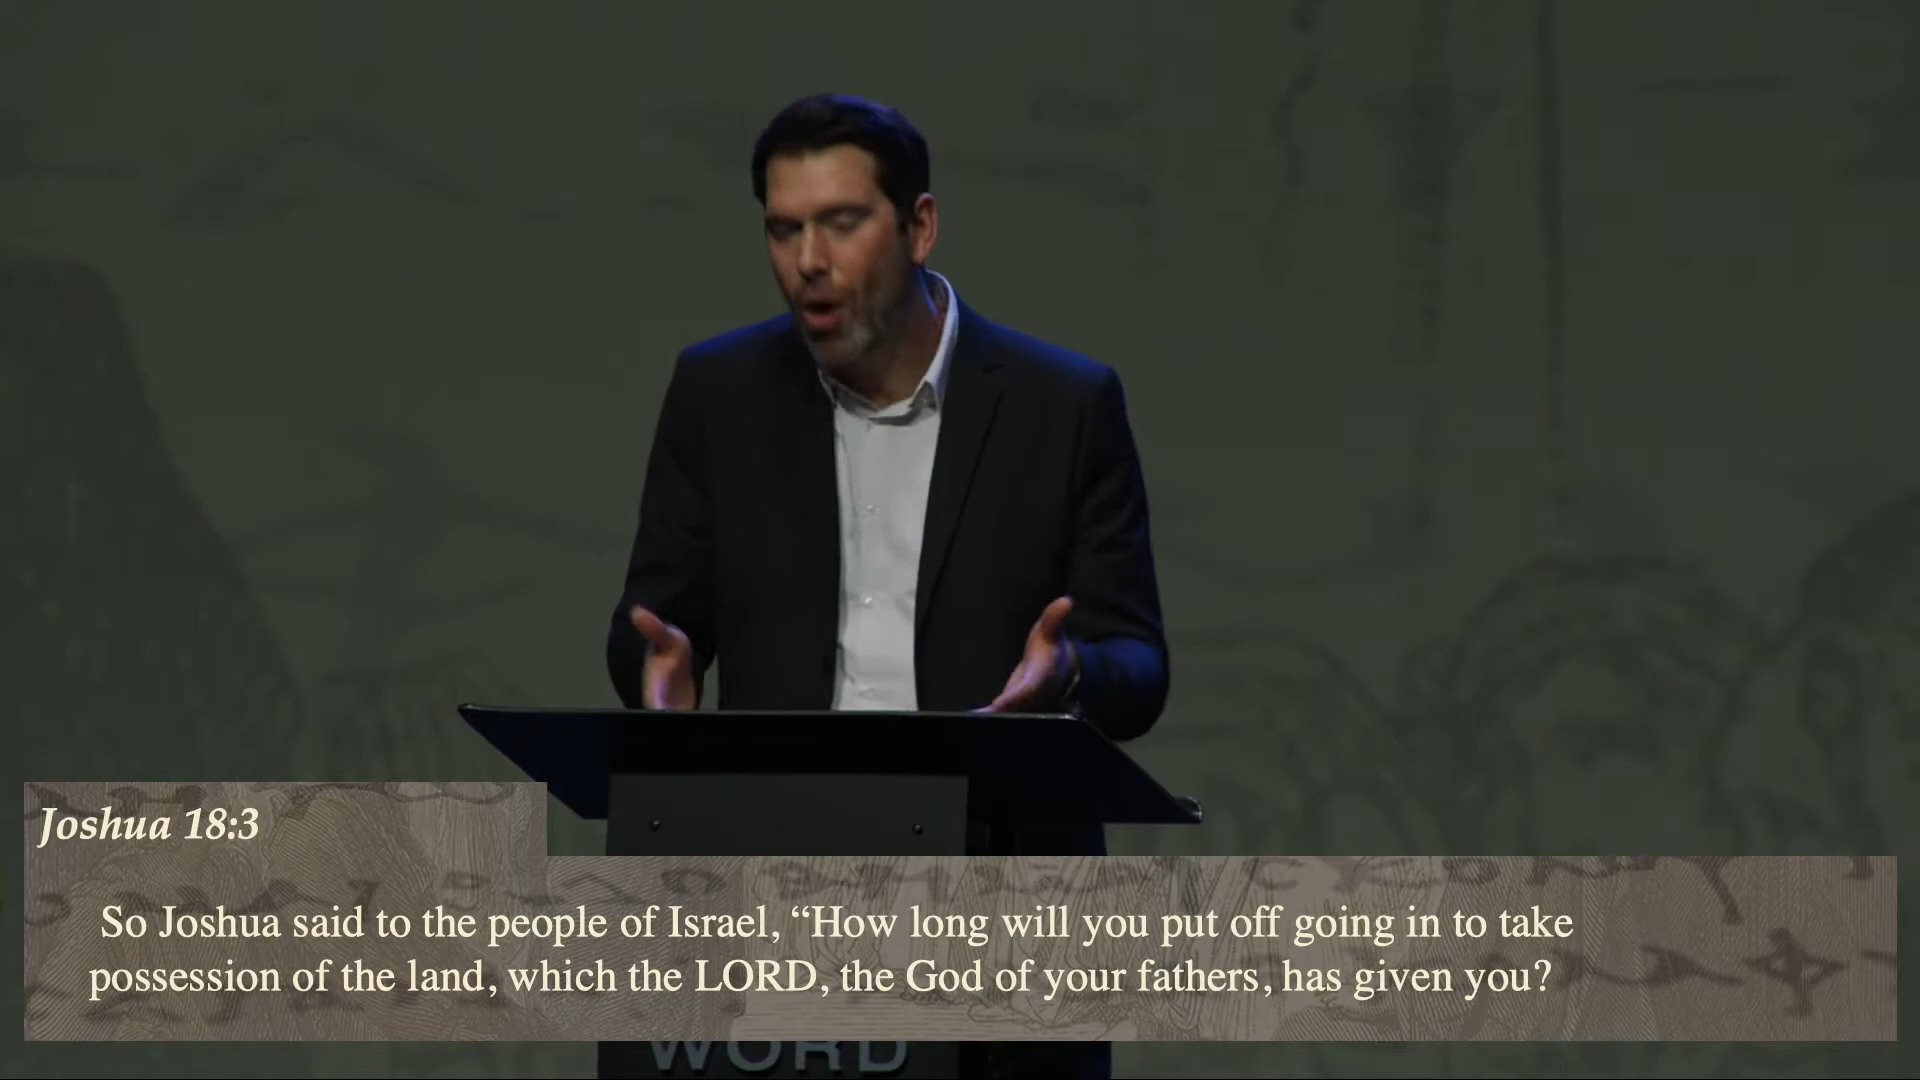 Joshua 18:3
So Joshua said to the people of Israel, “How long will you put off going in to take
possession of the land, which the LORD, the God of your fathers, has given you?
WORD